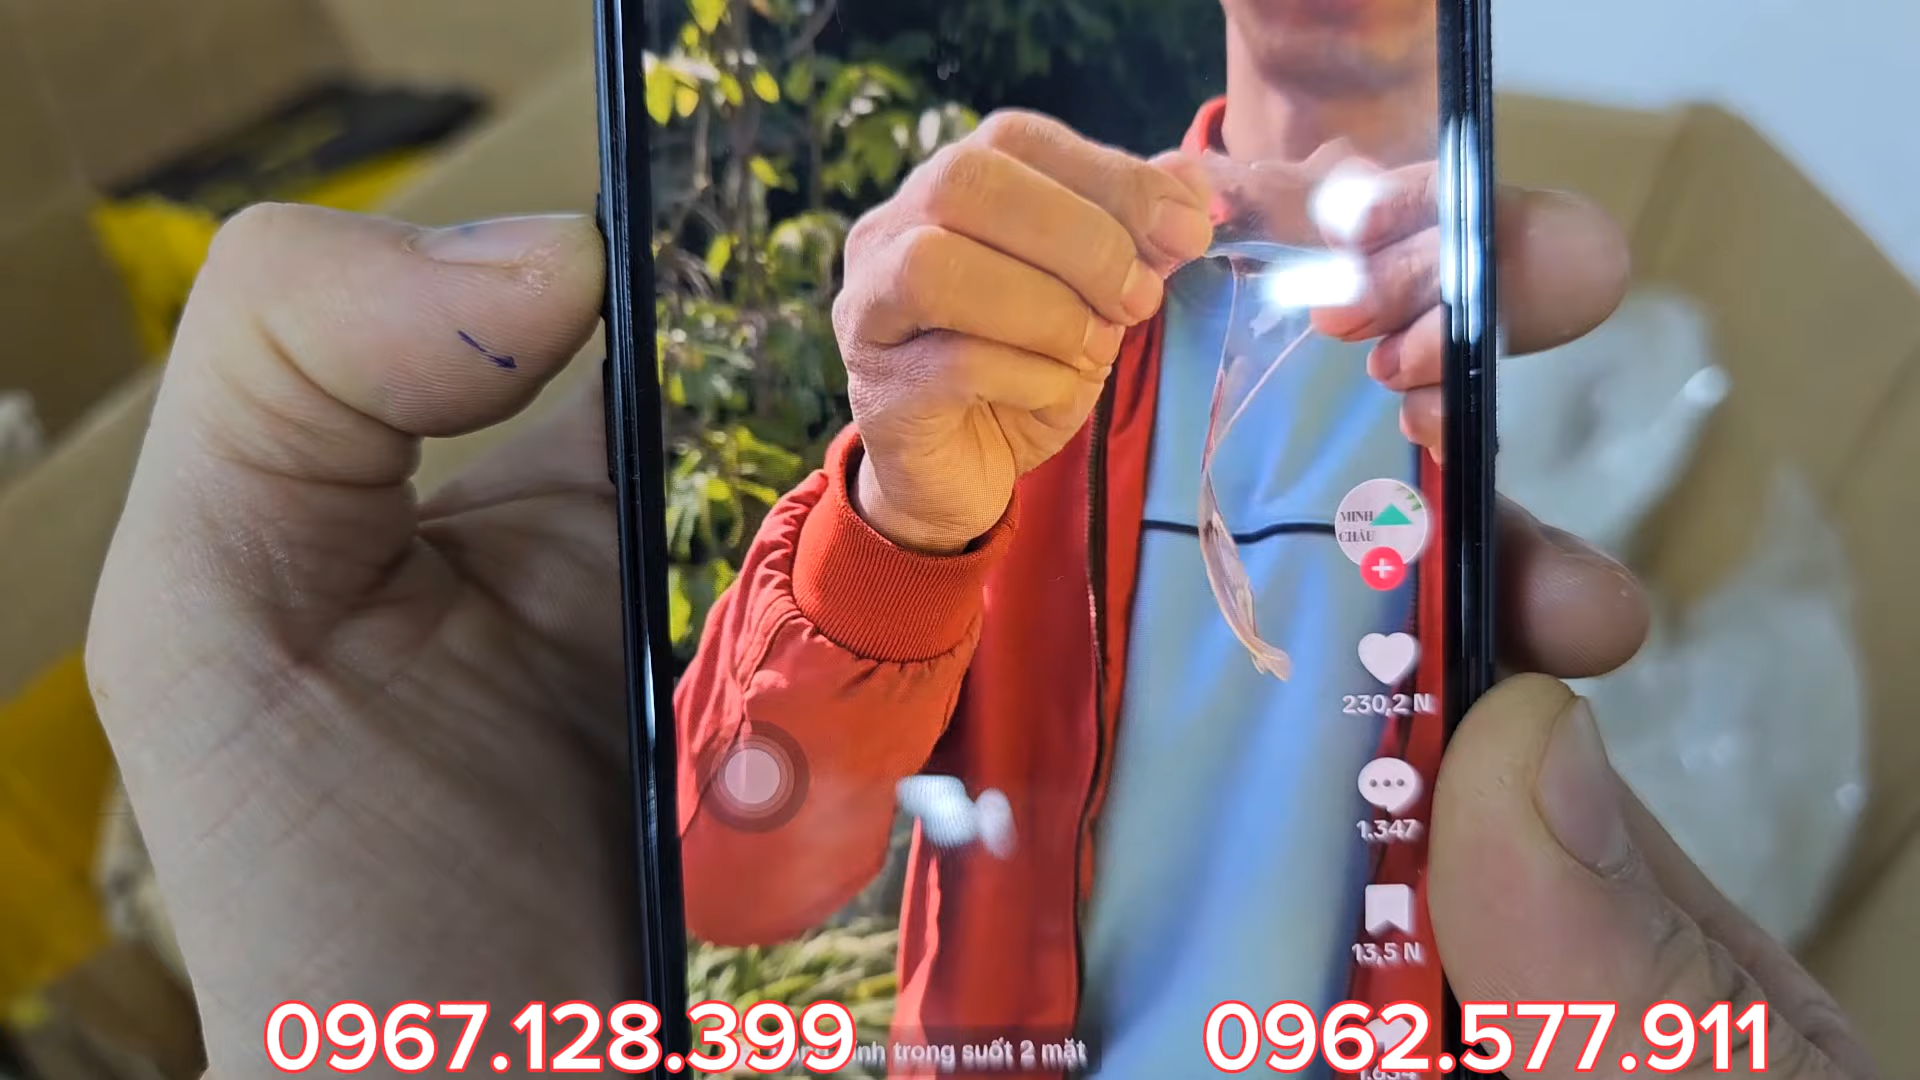 MINH
CHÂU
230,2 N
1.347
13,5 N
0967.128.399
0962.577.911
trong suốt 2 mặt